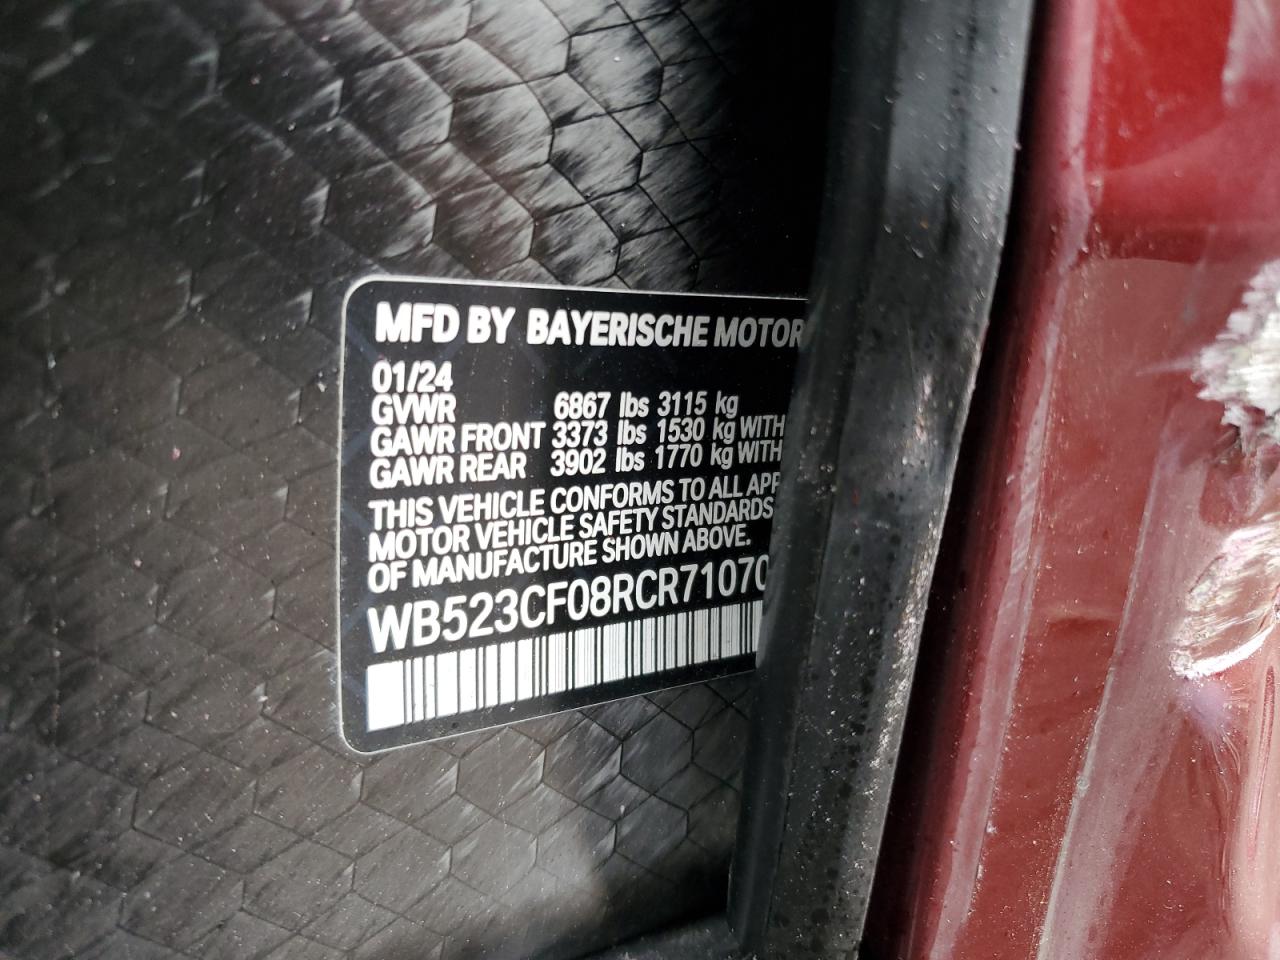 MFD BY BAYERISCHE MOTOR
01/24
GVWR 6867 lbs 3115 kg
GAWR FRONT 3373 lbs 1530 kg WITH
GAWR REAR 3902 lbs 1770 kg WITH
THIS VEHICLE CONFORMS TO ALL APP
MOTOR VEHICLE SAFETY STANDARDS
OF MANUFACTURE SHOWN ABOVE.
WB523CF08RCR71070